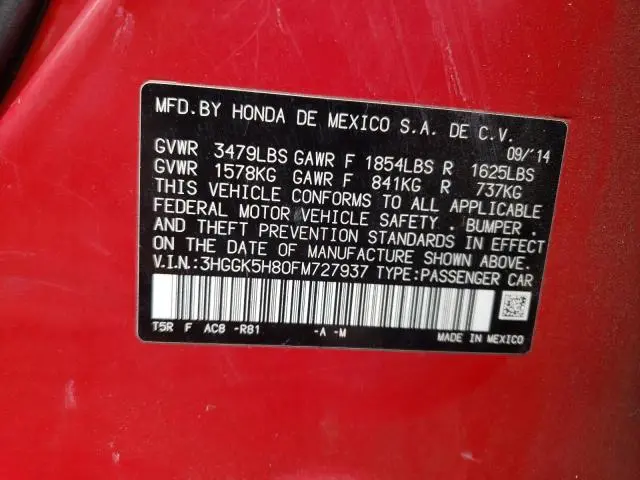 MFD. BY HONDA DE MEXICO S.A. DE C.V.
09/'14
GVWR 3479LBS GAWR F 1854LBS R 1625LBS
GVWR 1578KG GAWR F 841KG R 737KG
THIS VEHICLE CONFORMS TO ALL APPLICABLE
FEDERAL MOTOR VEHICLE SAFETY , BUMPER ,
AND THEFT PREVENTION STANDARDS IN EFFECT
ON THE DATE OF MANUFACTURE SHOWN ABOVE.
V.I.N.:3HGGK5H80FM727937 TYPE:PASSENGER CAR
T5R F AC8 -R81 -A -M
MADE IN MEXICO